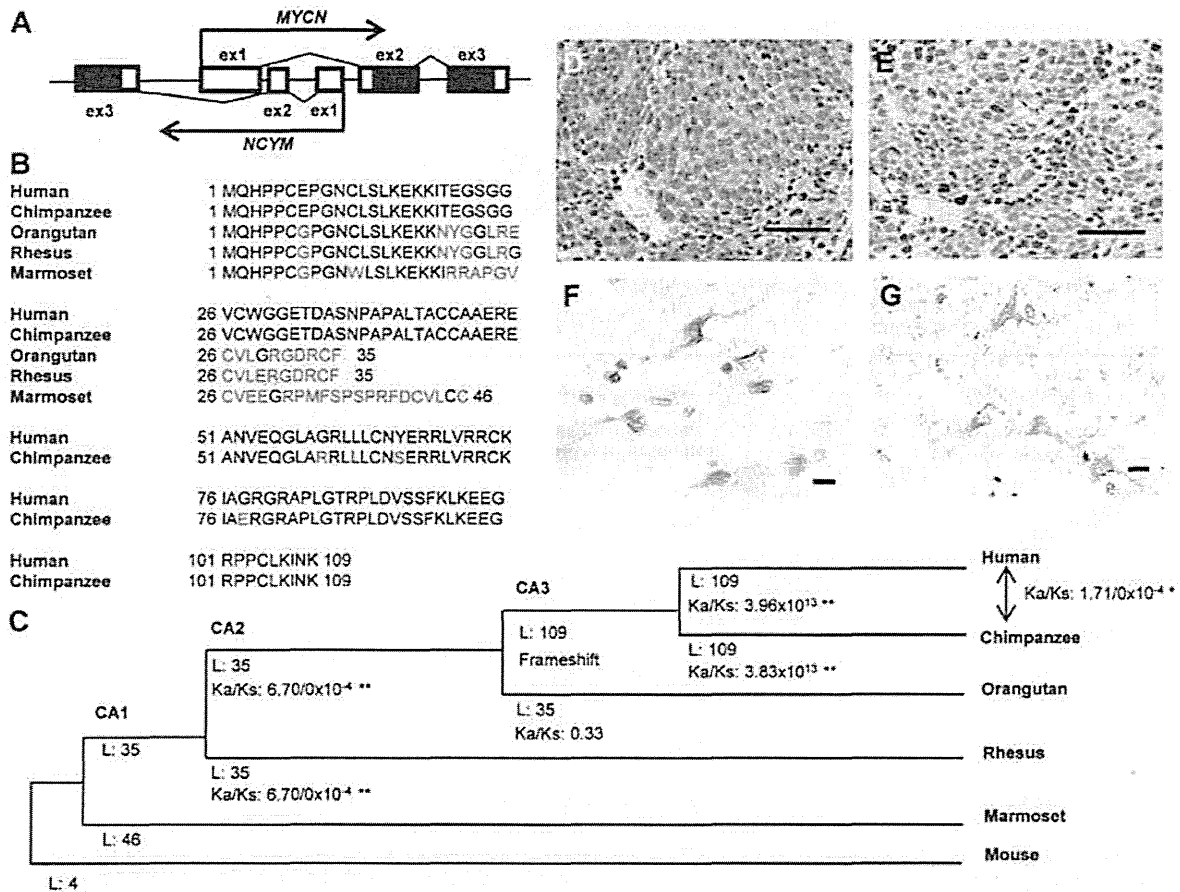 A
MYCN
ex1
ex2
ex3
ex3
ex2
ex1
NCYM
B
Human 1 MQHPPCEPGNCLSLKEKKITEGSGG
Chimpanzee 1 MQHPPCEPGNCLSLKEKKITEGSGG
Orangutan 1 MQHPPCGPGNCLSLKEKKNYGGLRE
Rhesus 1 MQHPPCGPGNCLSLKEKKNYGGLRG
Marmoset 1 MQHPPCGPGNWLSLKEKKIRRAPGV
Human 26 VCWGGETDASNPAPALTACCAAERE
Chimpanzee 26 VCWGGETDASNPAPALTACCAAERE
Orangutan 26 CVLGRGDRCF 35
Rhesus 26 CVLERGDRCF 35
Marmoset 26 CVEEGRPMFSPSPRFDCVLCC 46
Human 51 ANVEQGLAGRLLLCNYERRLVRRCK
Chimpanzee 51 ANVEQGLARRLLLCNSERRLVRRCK
Human 76 IAGRGRAPLGTRPLDVSSFKLKEEG
Chimpanzee 76 IAERGRAPLGTRPLDVSSFKLKEEG
Human 101 RPPCLKINK 109
Chimpanzee 101 RPPCLKINK 109
D
E
F
G
C
CA1
CA2
CA3
L: 109
Ka/Ks: 3.96x10¹³ **
Human
Ka/Ks: 1.71/0x10⁻⁴ *
Chimpanzee
L: 109
Ka/Ks: 3.83x10¹³ **
L: 109
Frameshift
Orangutan
L: 35
Ka/Ks: 0.33
L: 35
Ka/Ks: 6.70/0x10⁻⁴ **
Rhesus
L: 35
Ka/Ks: 6.70/0x10⁻⁴ **
L: 35
Marmoset
L: 46
Mouse
L: 4